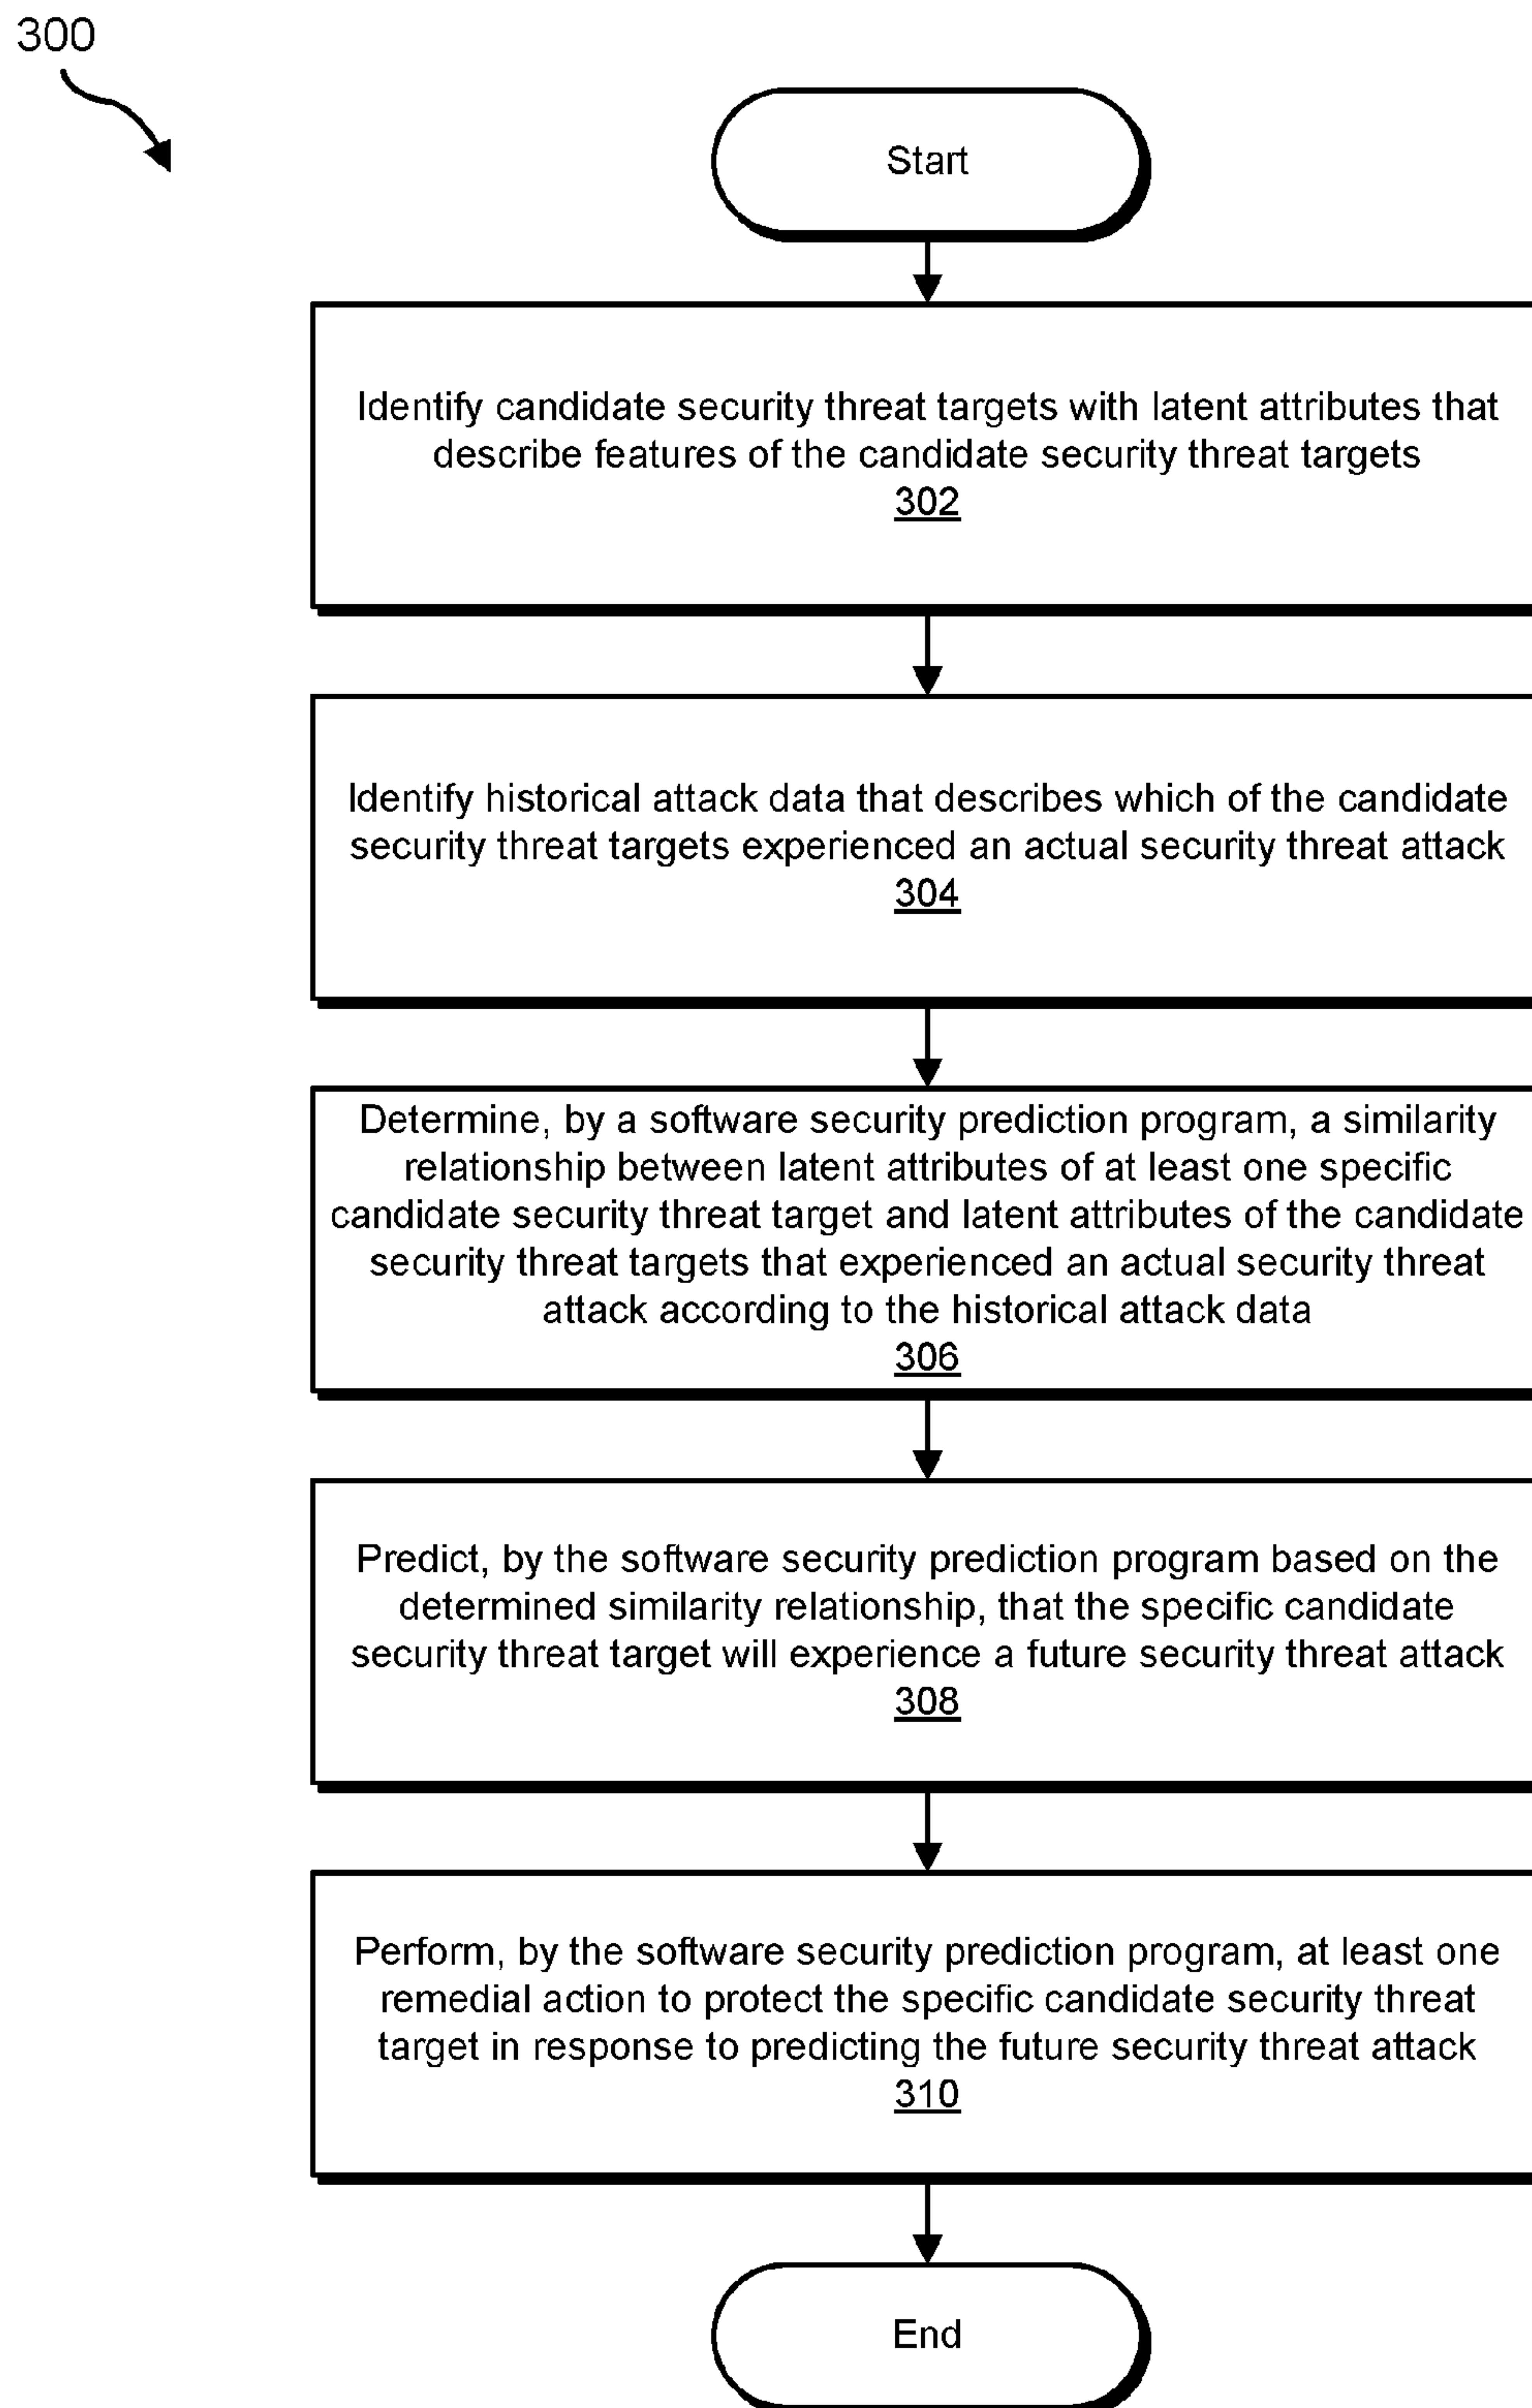 300
Start
Identify candidate security threat targets with latent attributes that
describe features of the candidate security threat targets
302
Identify historical attack data that describes which of the candidate
security threat targets experienced an actual security threat attack
304
Determine, by a software security prediction program, a similarity
relationship between latent attributes of at least one specific
candidate security threat target and latent attributes of the candidate
security threat targets that experienced an actual security threat
attack according to the historical attack data
306
Predict, by the software security prediction program based on the
determined similarity relationship, that the specific candidate
security threat target will experience a future security threat attack
308
Perform, by the software security prediction program, at least one
remedial action to protect the specific candidate security threat
target in response to predicting the future security threat attack
310
End